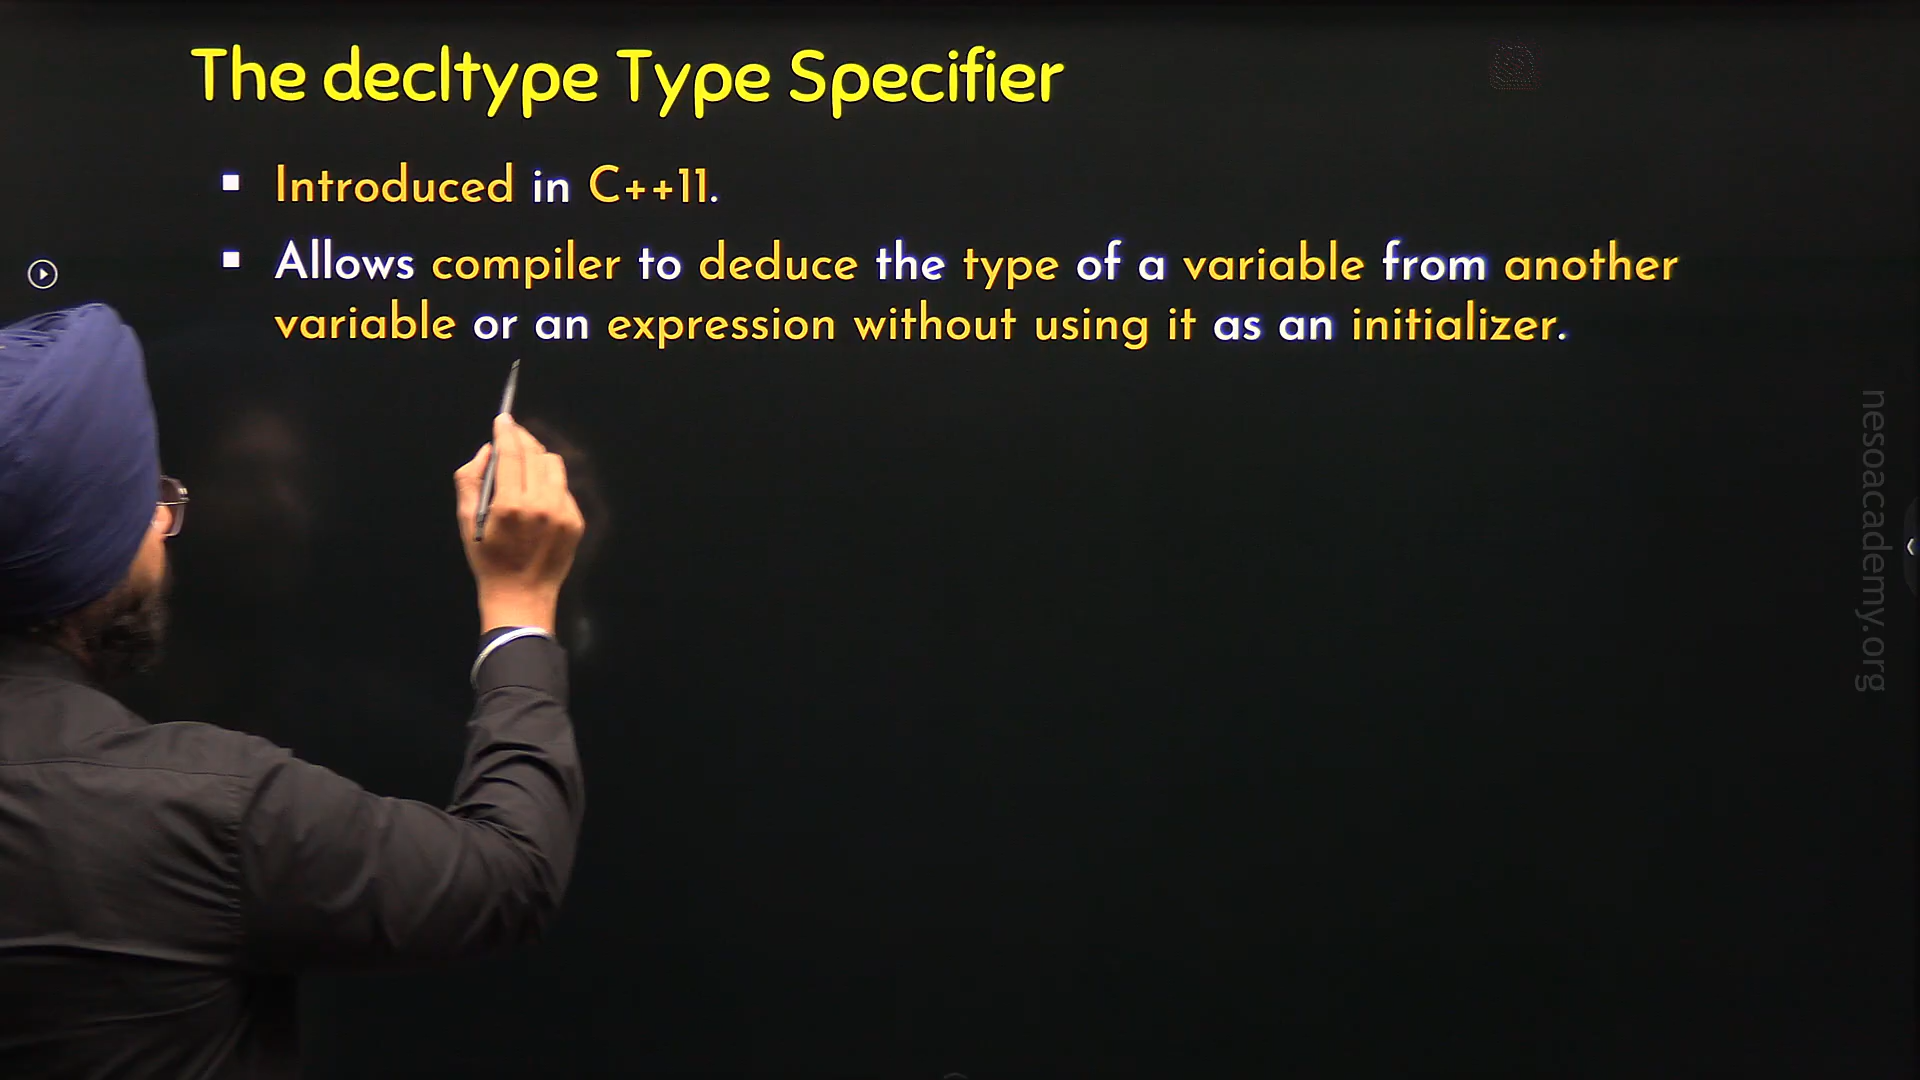 The decltype Type Specifier
▪ Introduced in C++11.
▪ Allows compiler to deduce the type of a variable from another
variable or an expression without using it as an initializer.
nesoacademy.org